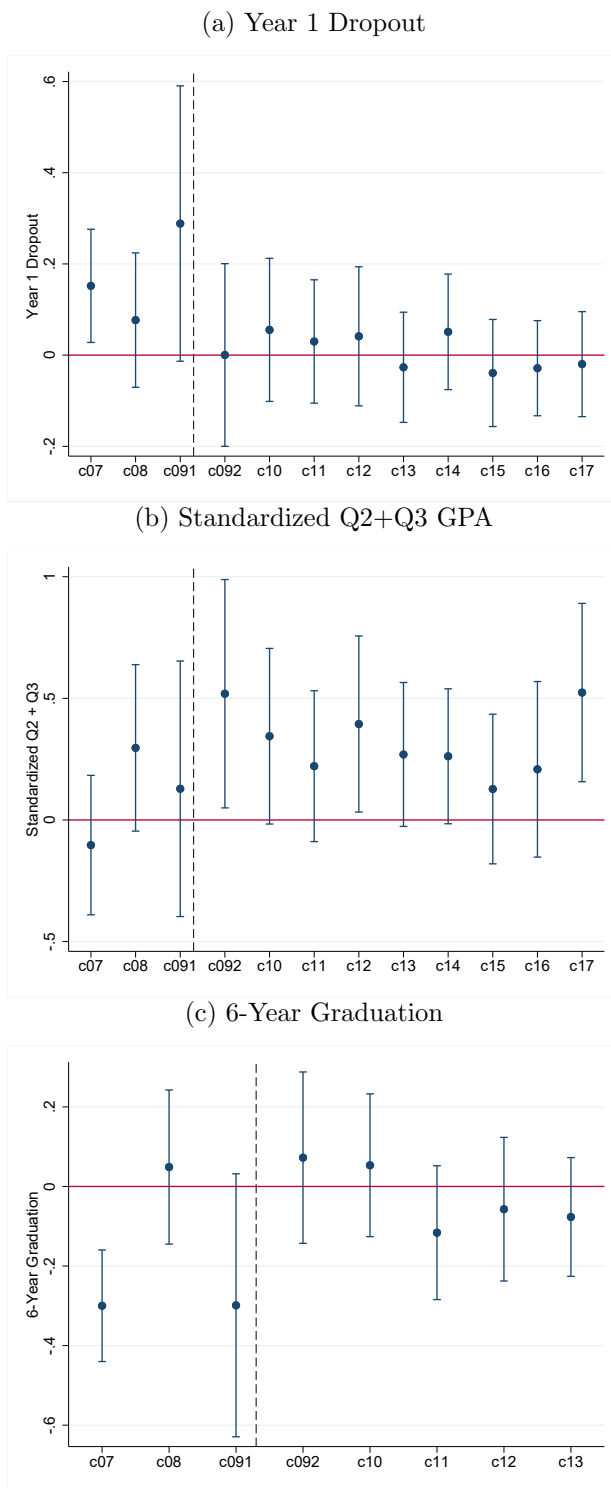 (a) Year 1 Dropout
.6
.4
.2
0
-.2
Year 1 Dropout
c07 c08 c091 c092 c10 c11 c12 c13 c14 c15 c16 c17
(b) Standardized Q2+Q3 GPA
1
.5
0
-.5
Standardized Q2 + Q3
c07 c08 c091 c092 c10 c11 c12 c13 c14 c15 c16 c17
(c) 6-Year Graduation
.2
0
-.2
-.4
-.6
6-Year Graduation
c07 c08 c091 c092 c10 c11 c12 c13